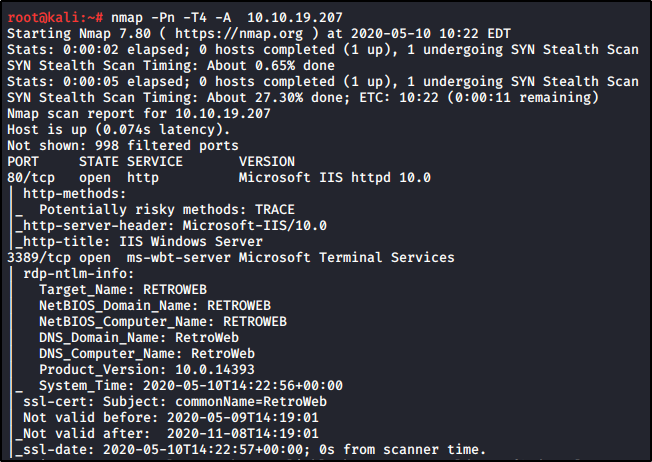 root@kali:~# nmap -Pn -T4 -A  10.10.19.207
Starting Nmap 7.80 ( https://nmap.org ) at 2020-05-10 10:22 EDT
Stats: 0:00:02 elapsed; 0 hosts completed (1 up), 1 undergoing SYN Stealth Scan
SYN Stealth Scan Timing: About 0.65% done
Stats: 0:00:05 elapsed; 0 hosts completed (1 up), 1 undergoing SYN Stealth Scan
SYN Stealth Scan Timing: About 27.30% done; ETC: 10:22 (0:00:11 remaining)
Nmap scan report for 10.10.19.207
Host is up (0.074s latency).
Not shown: 998 filtered ports
PORT     STATE SERVICE       VERSION
80/tcp   open  http          Microsoft IIS httpd 10.0
| http-methods:
|_  Potentially risky methods: TRACE
|_http-server-header: Microsoft-IIS/10.0
|_http-title: IIS Windows Server
3389/tcp open  ms-wbt-server Microsoft Terminal Services
| rdp-ntlm-info:
|   Target_Name: RETROWEB
|   NetBIOS_Domain_Name: RETROWEB
|   NetBIOS_Computer_Name: RETROWEB
|   DNS_Domain_Name: RetroWeb
|   DNS_Computer_Name: RetroWeb
|   Product_Version: 10.0.14393
|_  System_Time: 2020-05-10T14:22:56+00:00
| ssl-cert: Subject: commonName=RetroWeb
| Not valid before: 2020-05-09T14:19:01
|_Not valid after:  2020-11-08T14:19:01
|_ssl-date: 2020-05-10T14:22:57+00:00; 0s from scanner time.